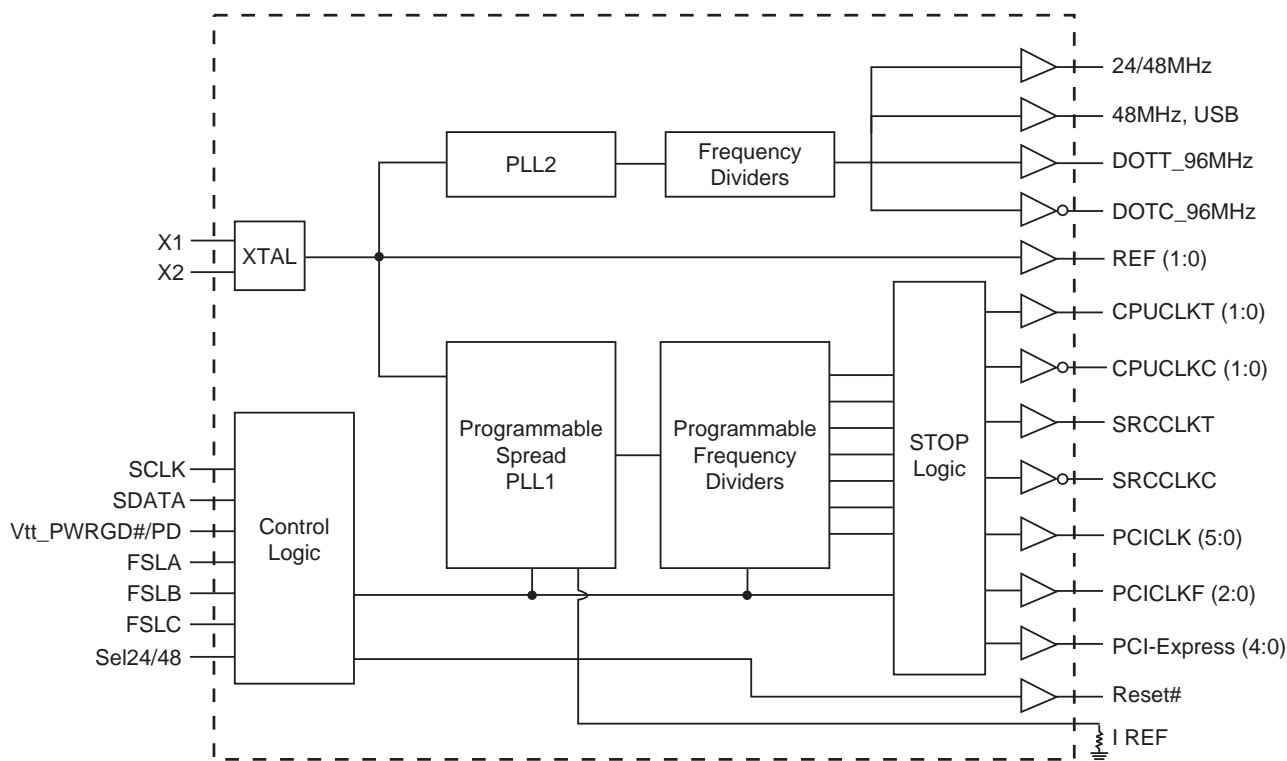 24/48MHz
48MHz, USB
PLL2
Frequency
Dividers
DOTT_96MHz
DOTC_96MHz
X1
X2
XTAL
REF (1:0)
CPUCLKT (1:0)
CPUCLKC (1:0)
Programmable
Spread
PLL1
Programmable
Frequency
Dividers
STOP
Logic
SRCCLKT
SRCCLKC
SCLK
SDATA
Vtt_PWRGD#/PD
FSLA
FSLB
FSLC
Sel24/48
Control
Logic
PCICLK (5:0)
PCICLKF (2:0)
PCI-Express (4:0)
Reset#
I REF